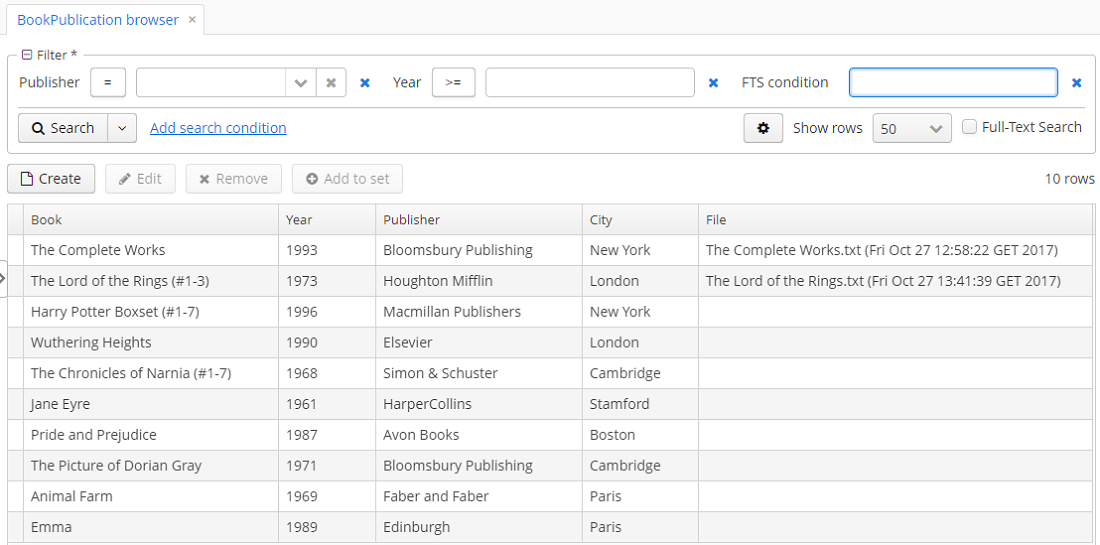 BookPublication browser ×
Filter *
Publisher = Year >= FTS condition
Search Add search condition Show rows 50 Full-Text Search
Create Edit Remove Add to set 10 rows
Book Year Publisher City File
The Complete Works 1993 Bloomsbury Publishing New York The Complete Works.txt (Fri Oct 27 12:58:22 GET 2017)
The Lord of the Rings (#1-3) 1973 Houghton Mifflin London The Lord of the Rings.txt (Fri Oct 27 13:41:39 GET 2017)
Harry Potter Boxset (#1-7) 1996 Macmillan Publishers New York
Wuthering Heights 1990 Elsevier London
The Chronicles of Narnia (#1-7) 1968 Simon & Schuster Cambridge
Jane Eyre 1961 HarperCollins Stamford
Pride and Prejudice 1987 Avon Books Boston
The Picture of Dorian Gray 1971 Bloomsbury Publishing Cambridge
Animal Farm 1969 Faber and Faber Paris
Emma 1989 Edinburgh Paris